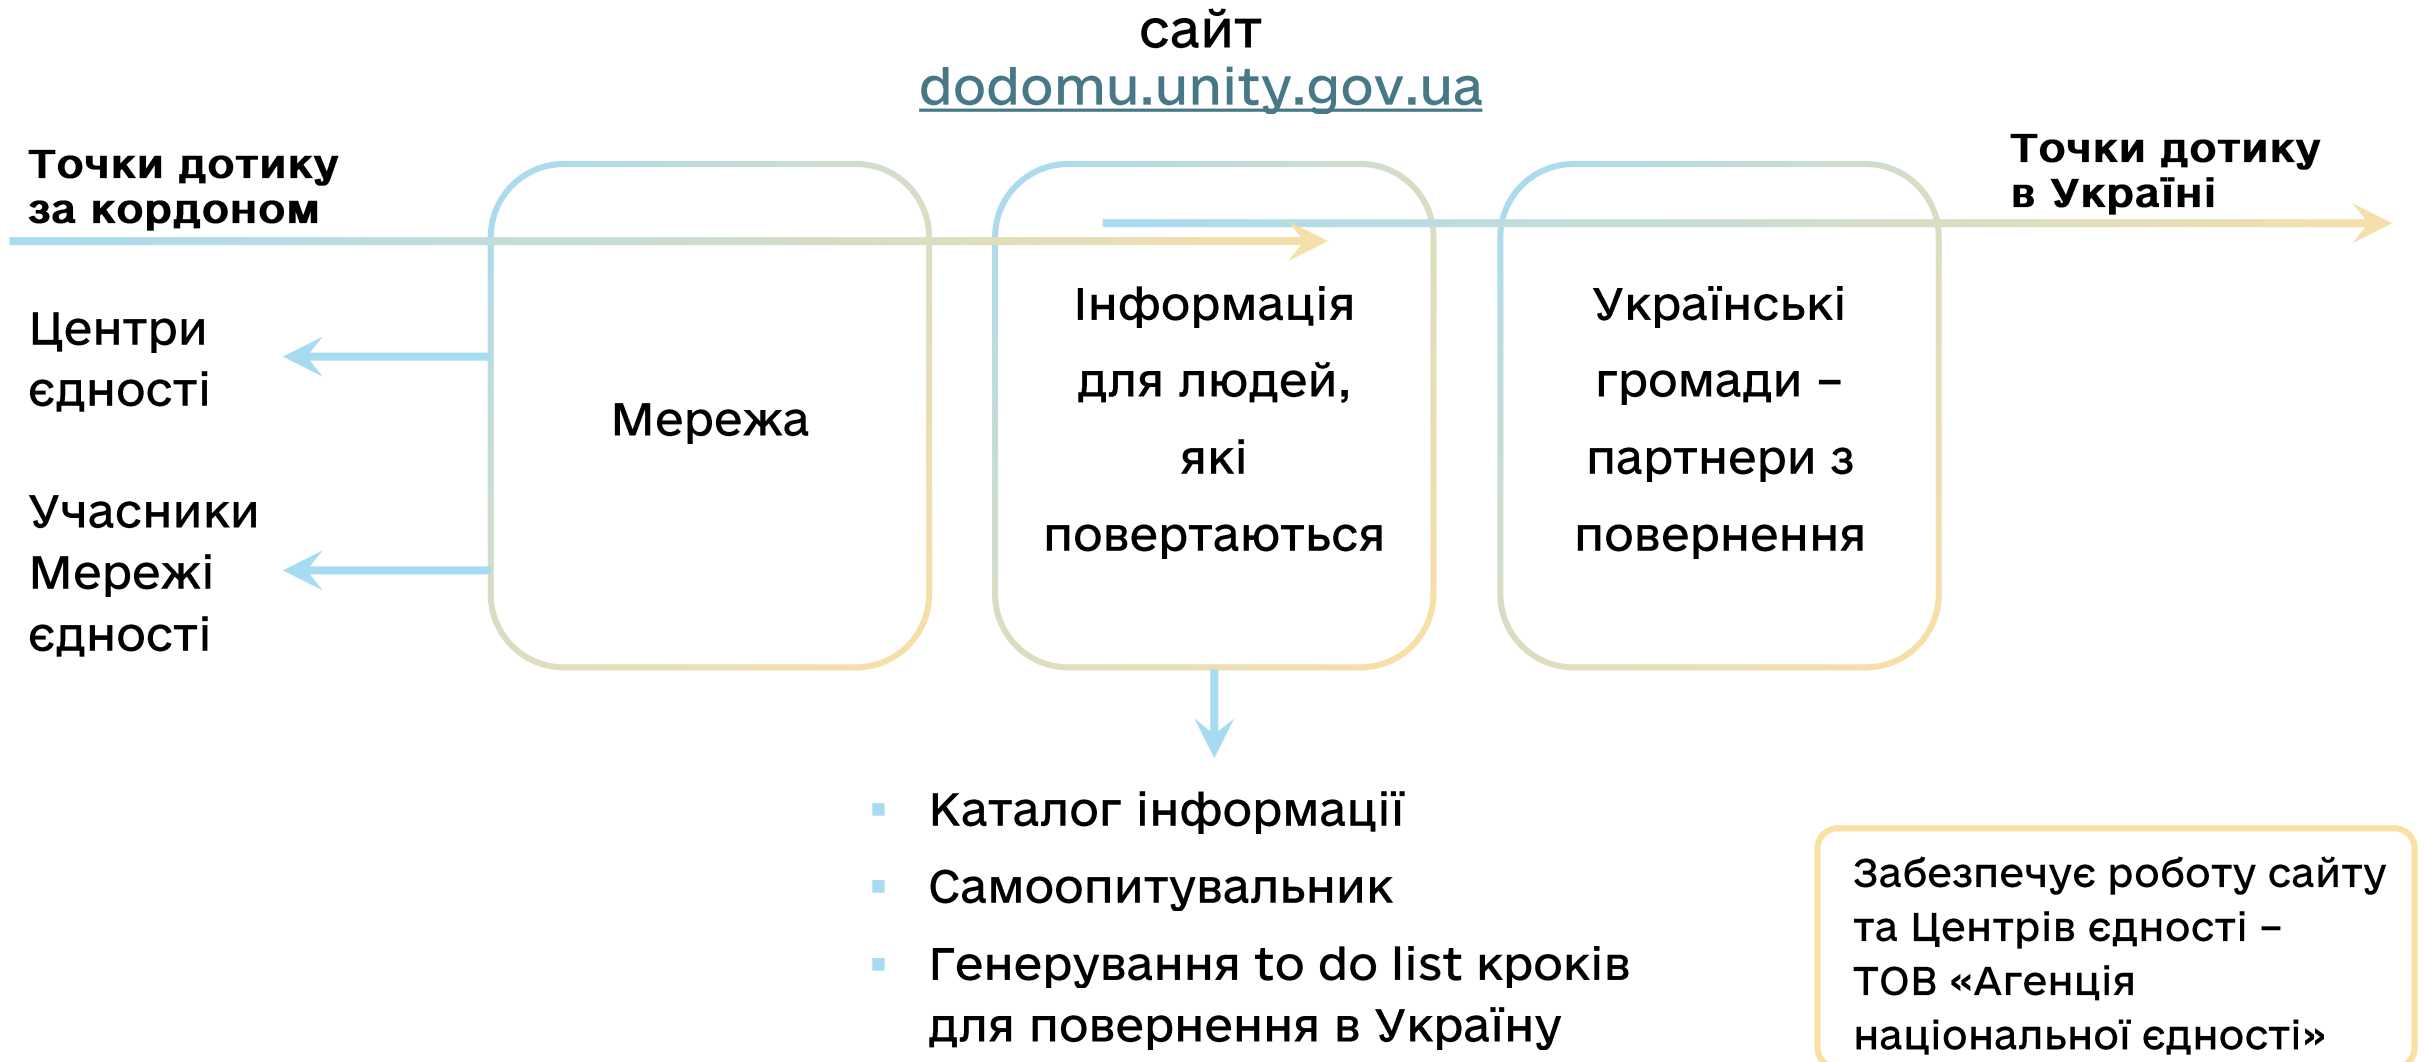 сайт
dodomu.unity.gov.ua
Точки дотику
за кордоном
Точки дотику
в Україні
Центри
єдності
Учасники
Мережі
єдності
Мережа
Інформація
для людей,
які
повертаються
Українські
громади –
партнери з
повернення
Каталог інформації
Самоопитувальник
Генерування to do list кроків
для повернення в Україну
Забезпечує роботу сайту
та Центрів єдності –
ТОВ «Агенція
національної єдності»